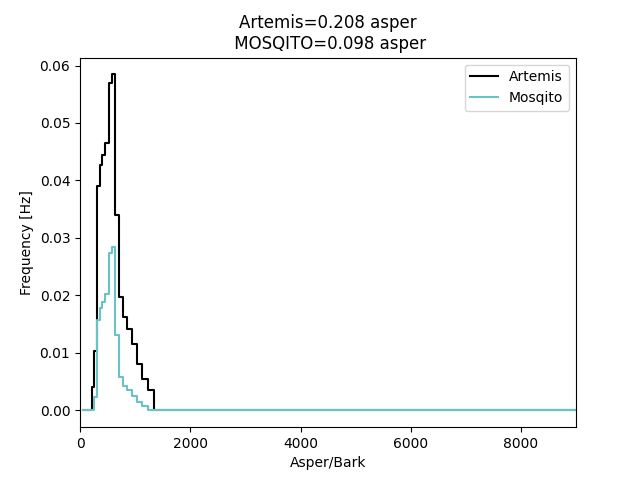 Artemis=0.208 asper
MOSQITO=0.098 asper
Artemis
Mosqito
Frequency [Hz]
0.06
0.05
0.04
0.03
0.02
0.01
0.00
0 2000 4000 6000 8000
Asper/Bark